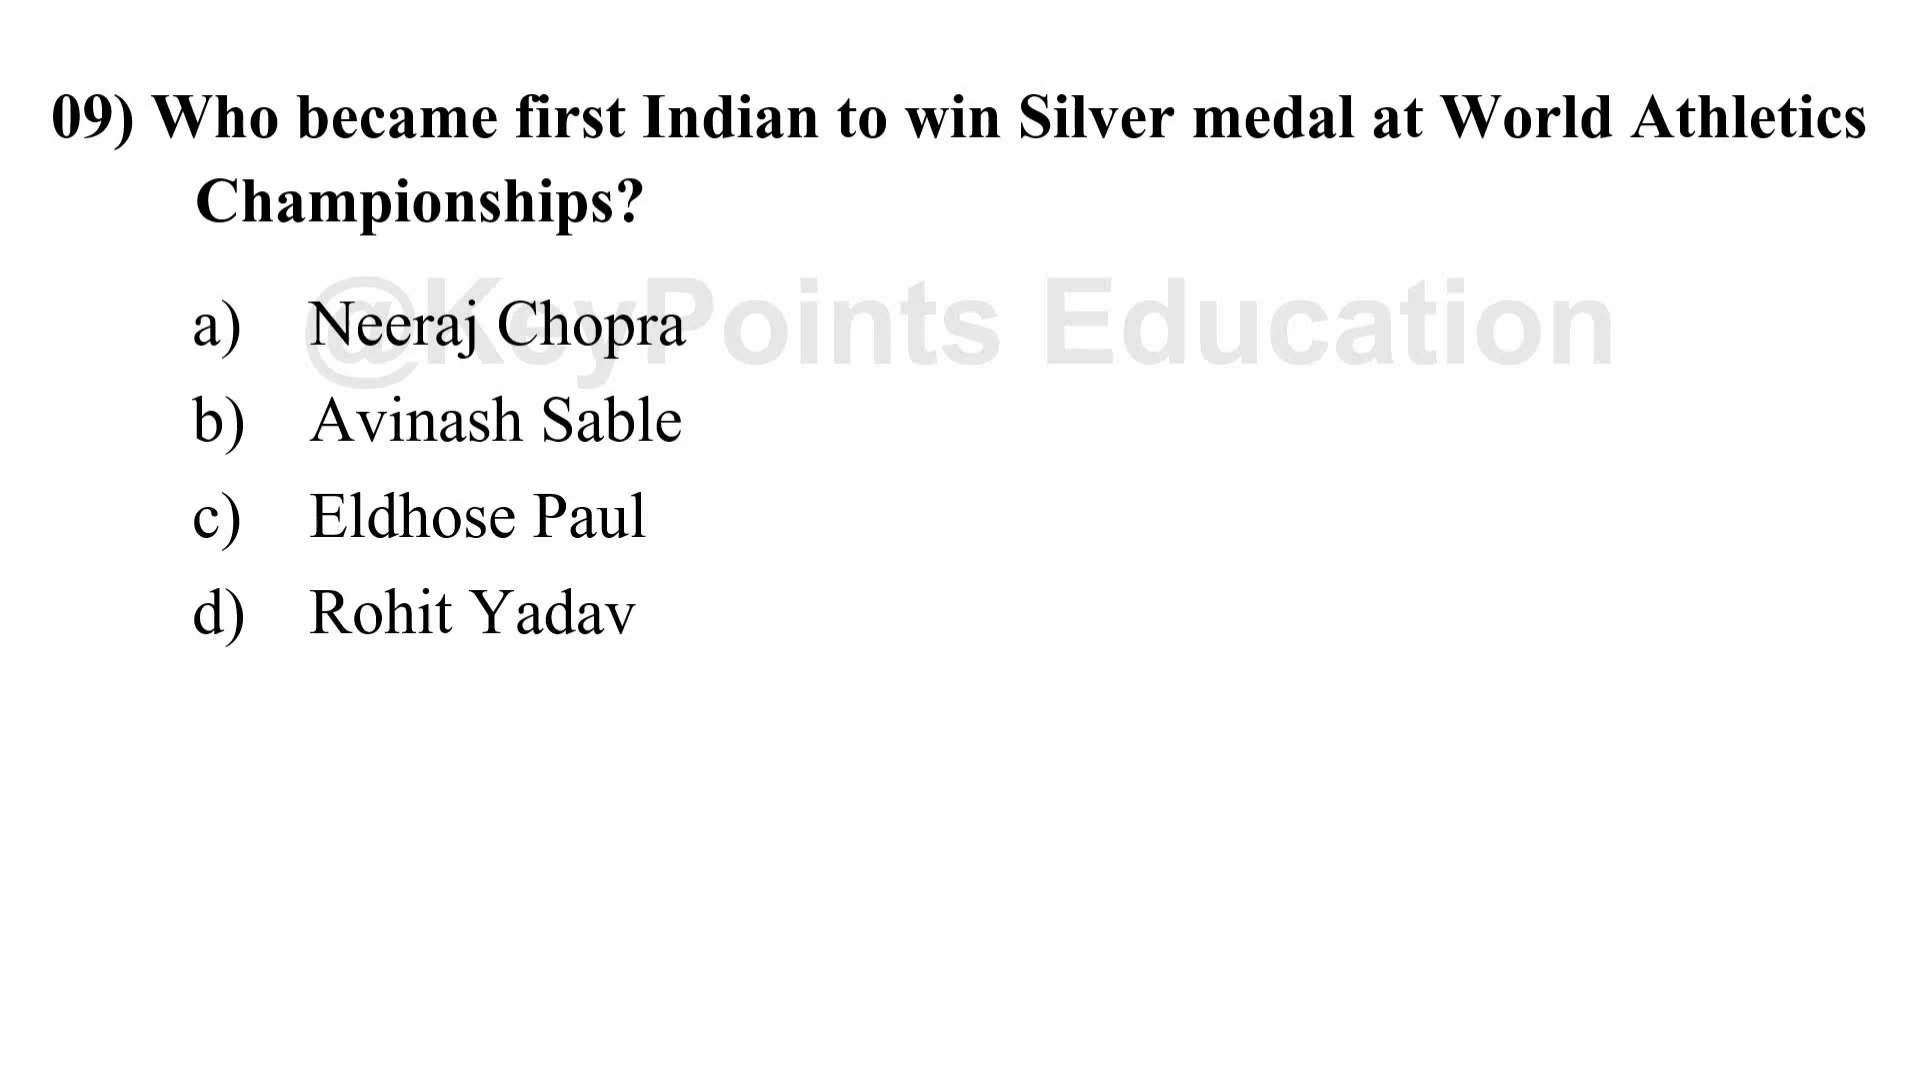 09) Who became first Indian to win Silver medal at World Athletics
Championships?
@KeyPoints Education
a) Neeraj Chopra
b) Avinash Sable
c) Eldhose Paul
d) Rohit Yadav